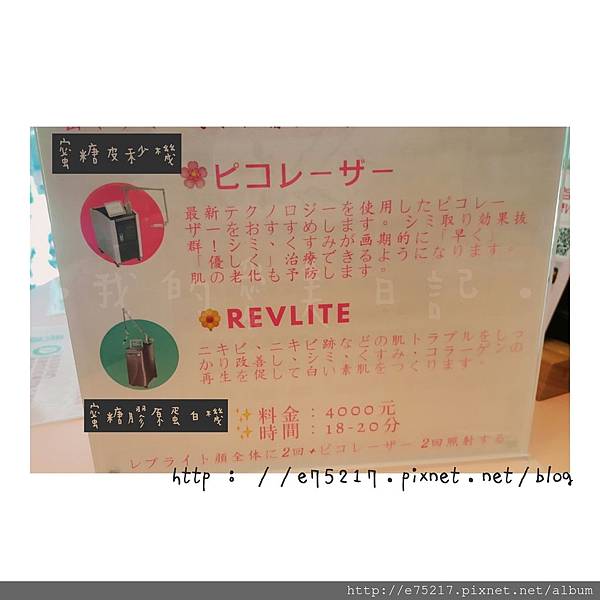 蜜糖皮秒機
ピコレーザー
最新テクノロジーを使用したピコレー
ザーをおすすめします。シミ取り効果抜
群！シミ、くすみが画期的に「早く」
「優しく」治療できるようになります。
肌の老化も予防します。
REVLITE
ニキビ、ニキビ跡などの肌トラブルをしっ
かり改善し、シミ、くすみ、コラーゲンの
再生を促して白い素肌をつくります。
蜜糖膠原蛋白機
料金：4000元
時間：18-20分
レブライト顔全体に2回+ピコレーザー 2回照射する
http : //e75217.pixnet.net/blog
http://e75217.pixnet.net/album